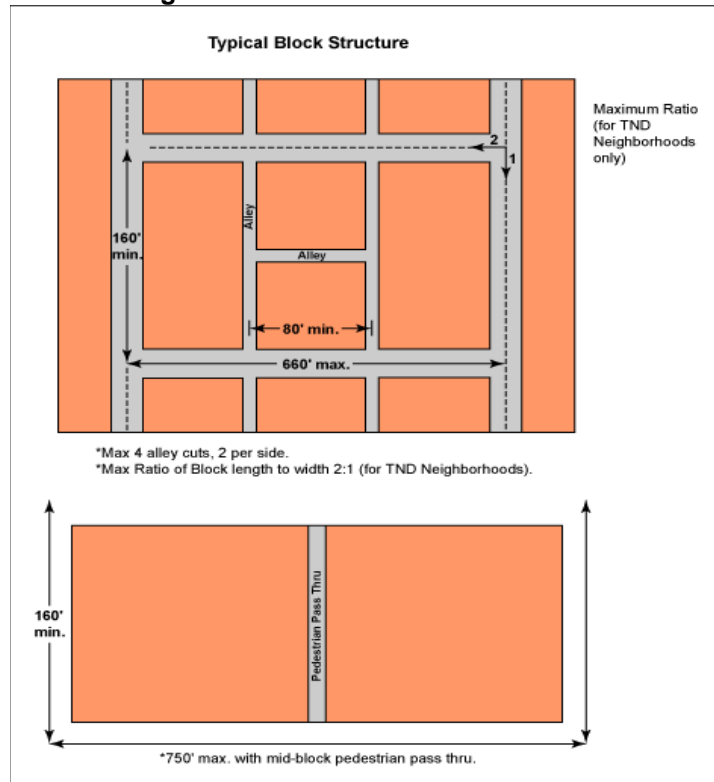 Typical Block Structure
Maximum Ratio
(for TND
Neighborhoods
only)
2
1
Alley
160'
min.
Alley
80' min.
660' max.
*Max 4 alley cuts, 2 per side.
*Max Ratio of Block length to width 2:1 (for TND Neighborhoods).
Pedestrian Pass Thru
160'
min.
*750' max. with mid-block pedestrian pass thru.